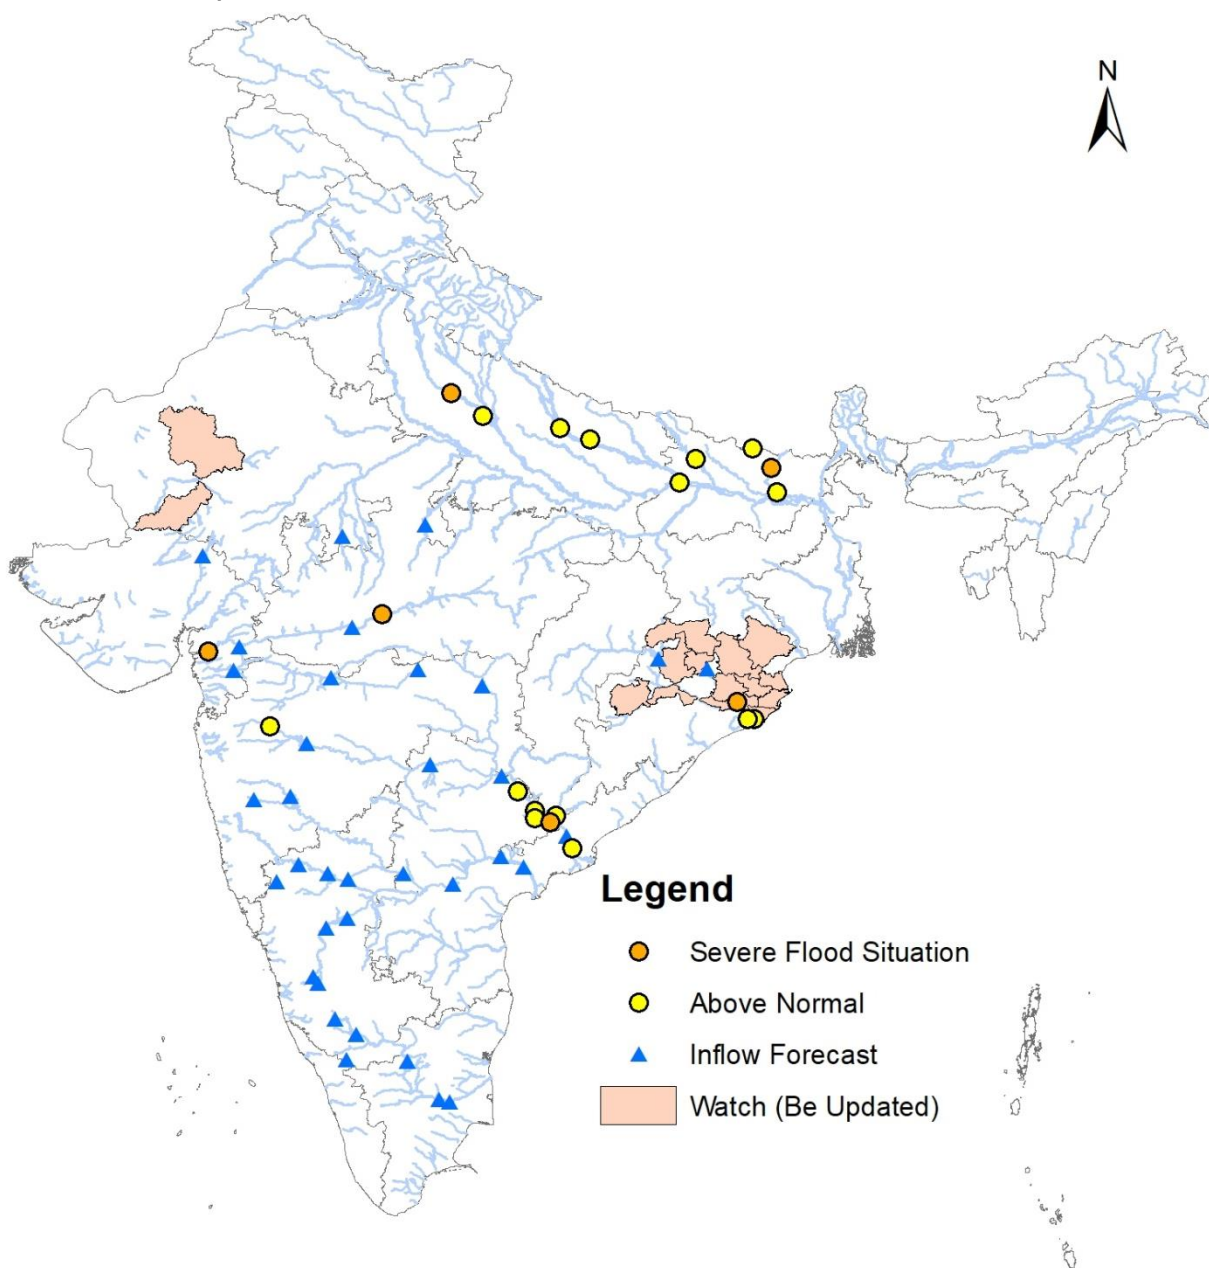 N
Legend
Severe Flood Situation
Above Normal
Inflow Forecast
Watch (Be Updated)